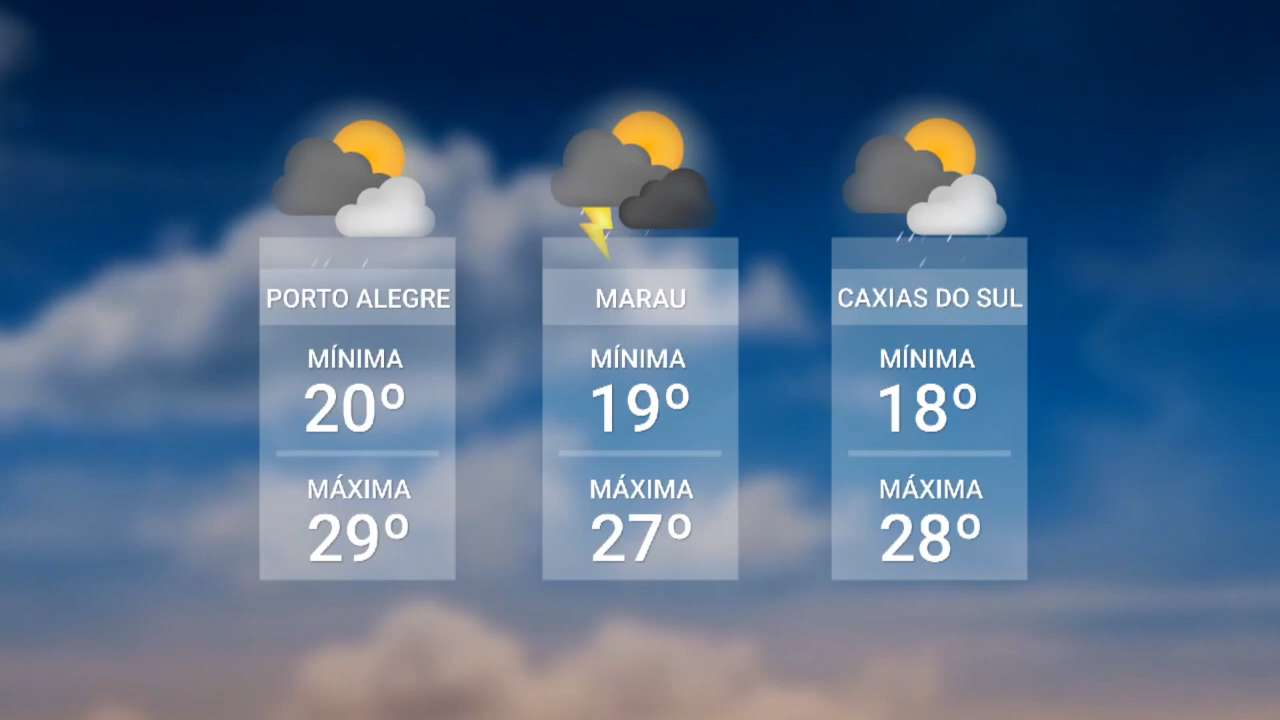 PORTO ALEGRE
MÍNIMA
20º
MÁXIMA
29º
MARAU
MÍNIMA
19º
MÁXIMA
27º
CAXIAS DO SUL
MÍNIMA
18º
MÁXIMA
28º